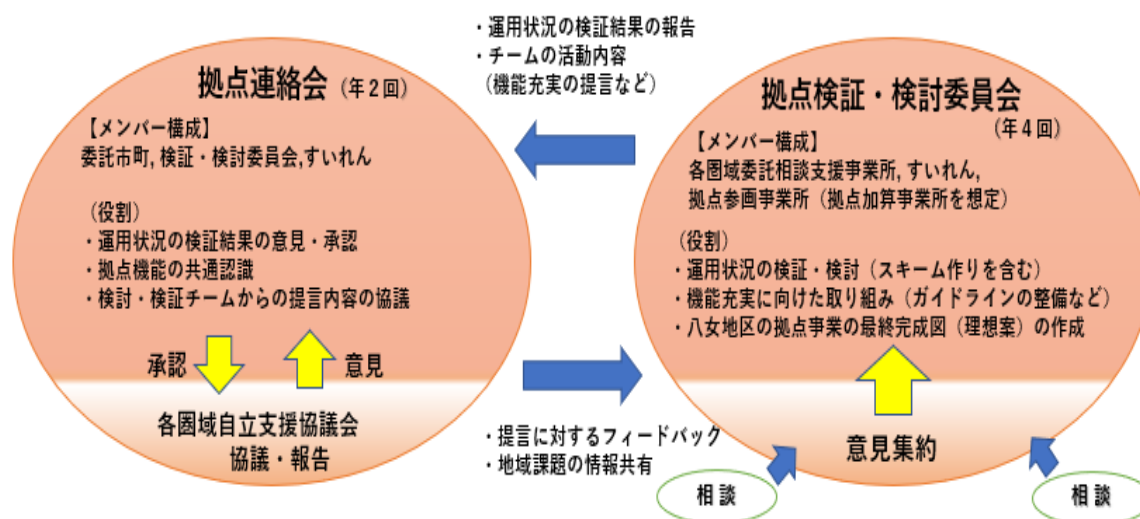 ・運用状況の検証結果の報告
・チームの活動内容
（機能充実の提言など）
拠点連絡会（年２回）
【メンバー構成】
委託市町, 検証・検討委員会,すいれん
（役割）
・運用状況の検証結果の意見・承認
・拠点機能の共通認識
・検討・検証チームからの提言内容の協議
承認
意見
各圏域自立支援協議会
協議・報告
拠点検証・検討委員会
（年４回）
【メンバー構成】
各圏域委託相談支援事業所, すいれん,
拠点参画事業所（拠点加算事業所を想定）
（役割）
・運用状況の検証・検討（スキーム作りを含む）
・機能充実に向けた取り組み（ガイドラインの整備など）
・八女地区の拠点事業の最終完成図（理想案）の作成
意見集約
・提言に対するフィードバック
・地域課題の情報共有
相談
相談